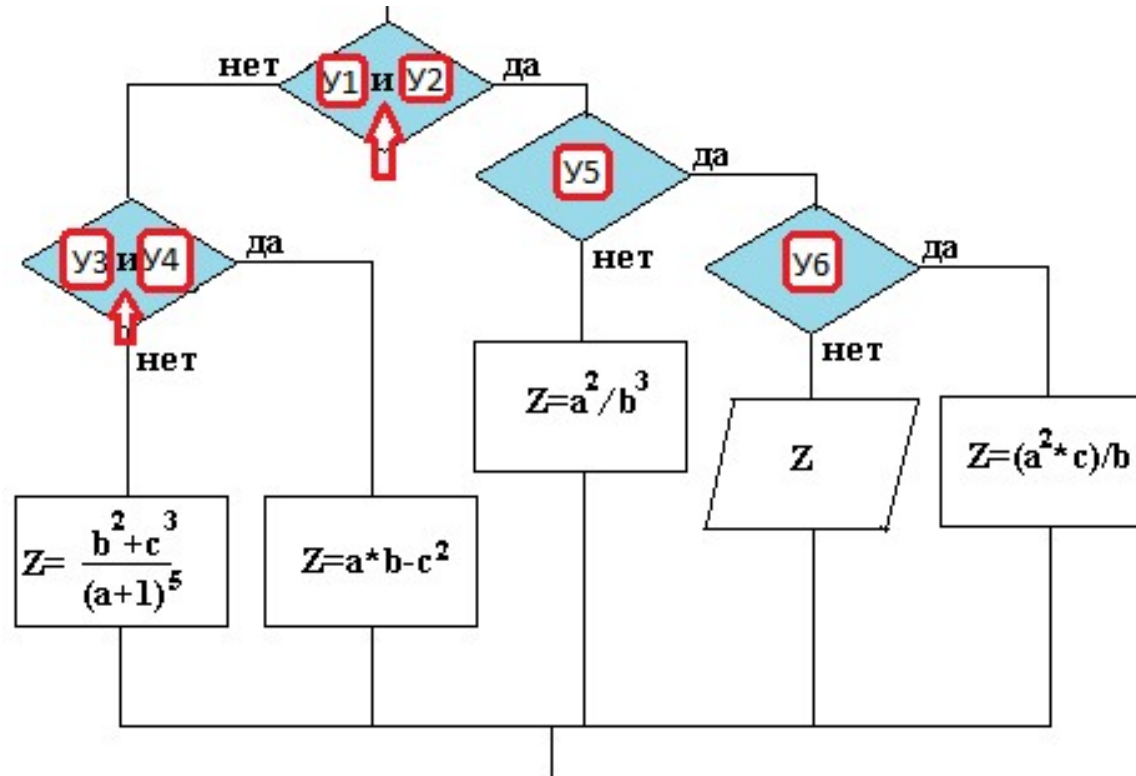 нет У1 и У2 да
У5 да
У3 и У4 да
нет
У6 да
нет
нет
Z=a²/b³
Z
Z=(a²*c)/b
Z= b²+c³
(a+1)⁵
Z=a*b-c²